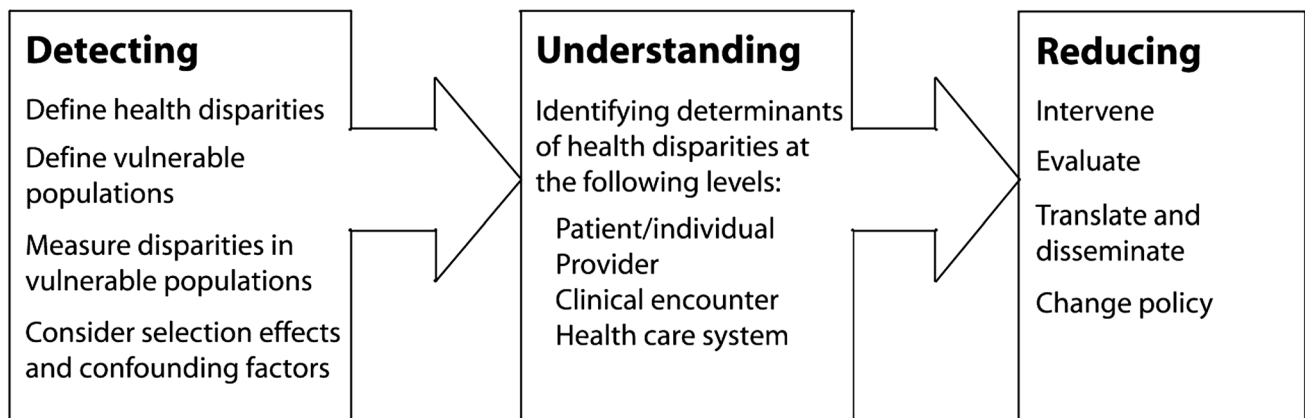 Detecting
Define health disparities
Define vulnerable
populations
Measure disparities in
vulnerable populations
Consider selection effects
and confounding factors
Understanding
Identifying determinants
of health disparities at
the following levels:
Patient/individual
Provider
Clinical encounter
Health care system
Reducing
Intervene
Evaluate
Translate and
disseminate
Change policy